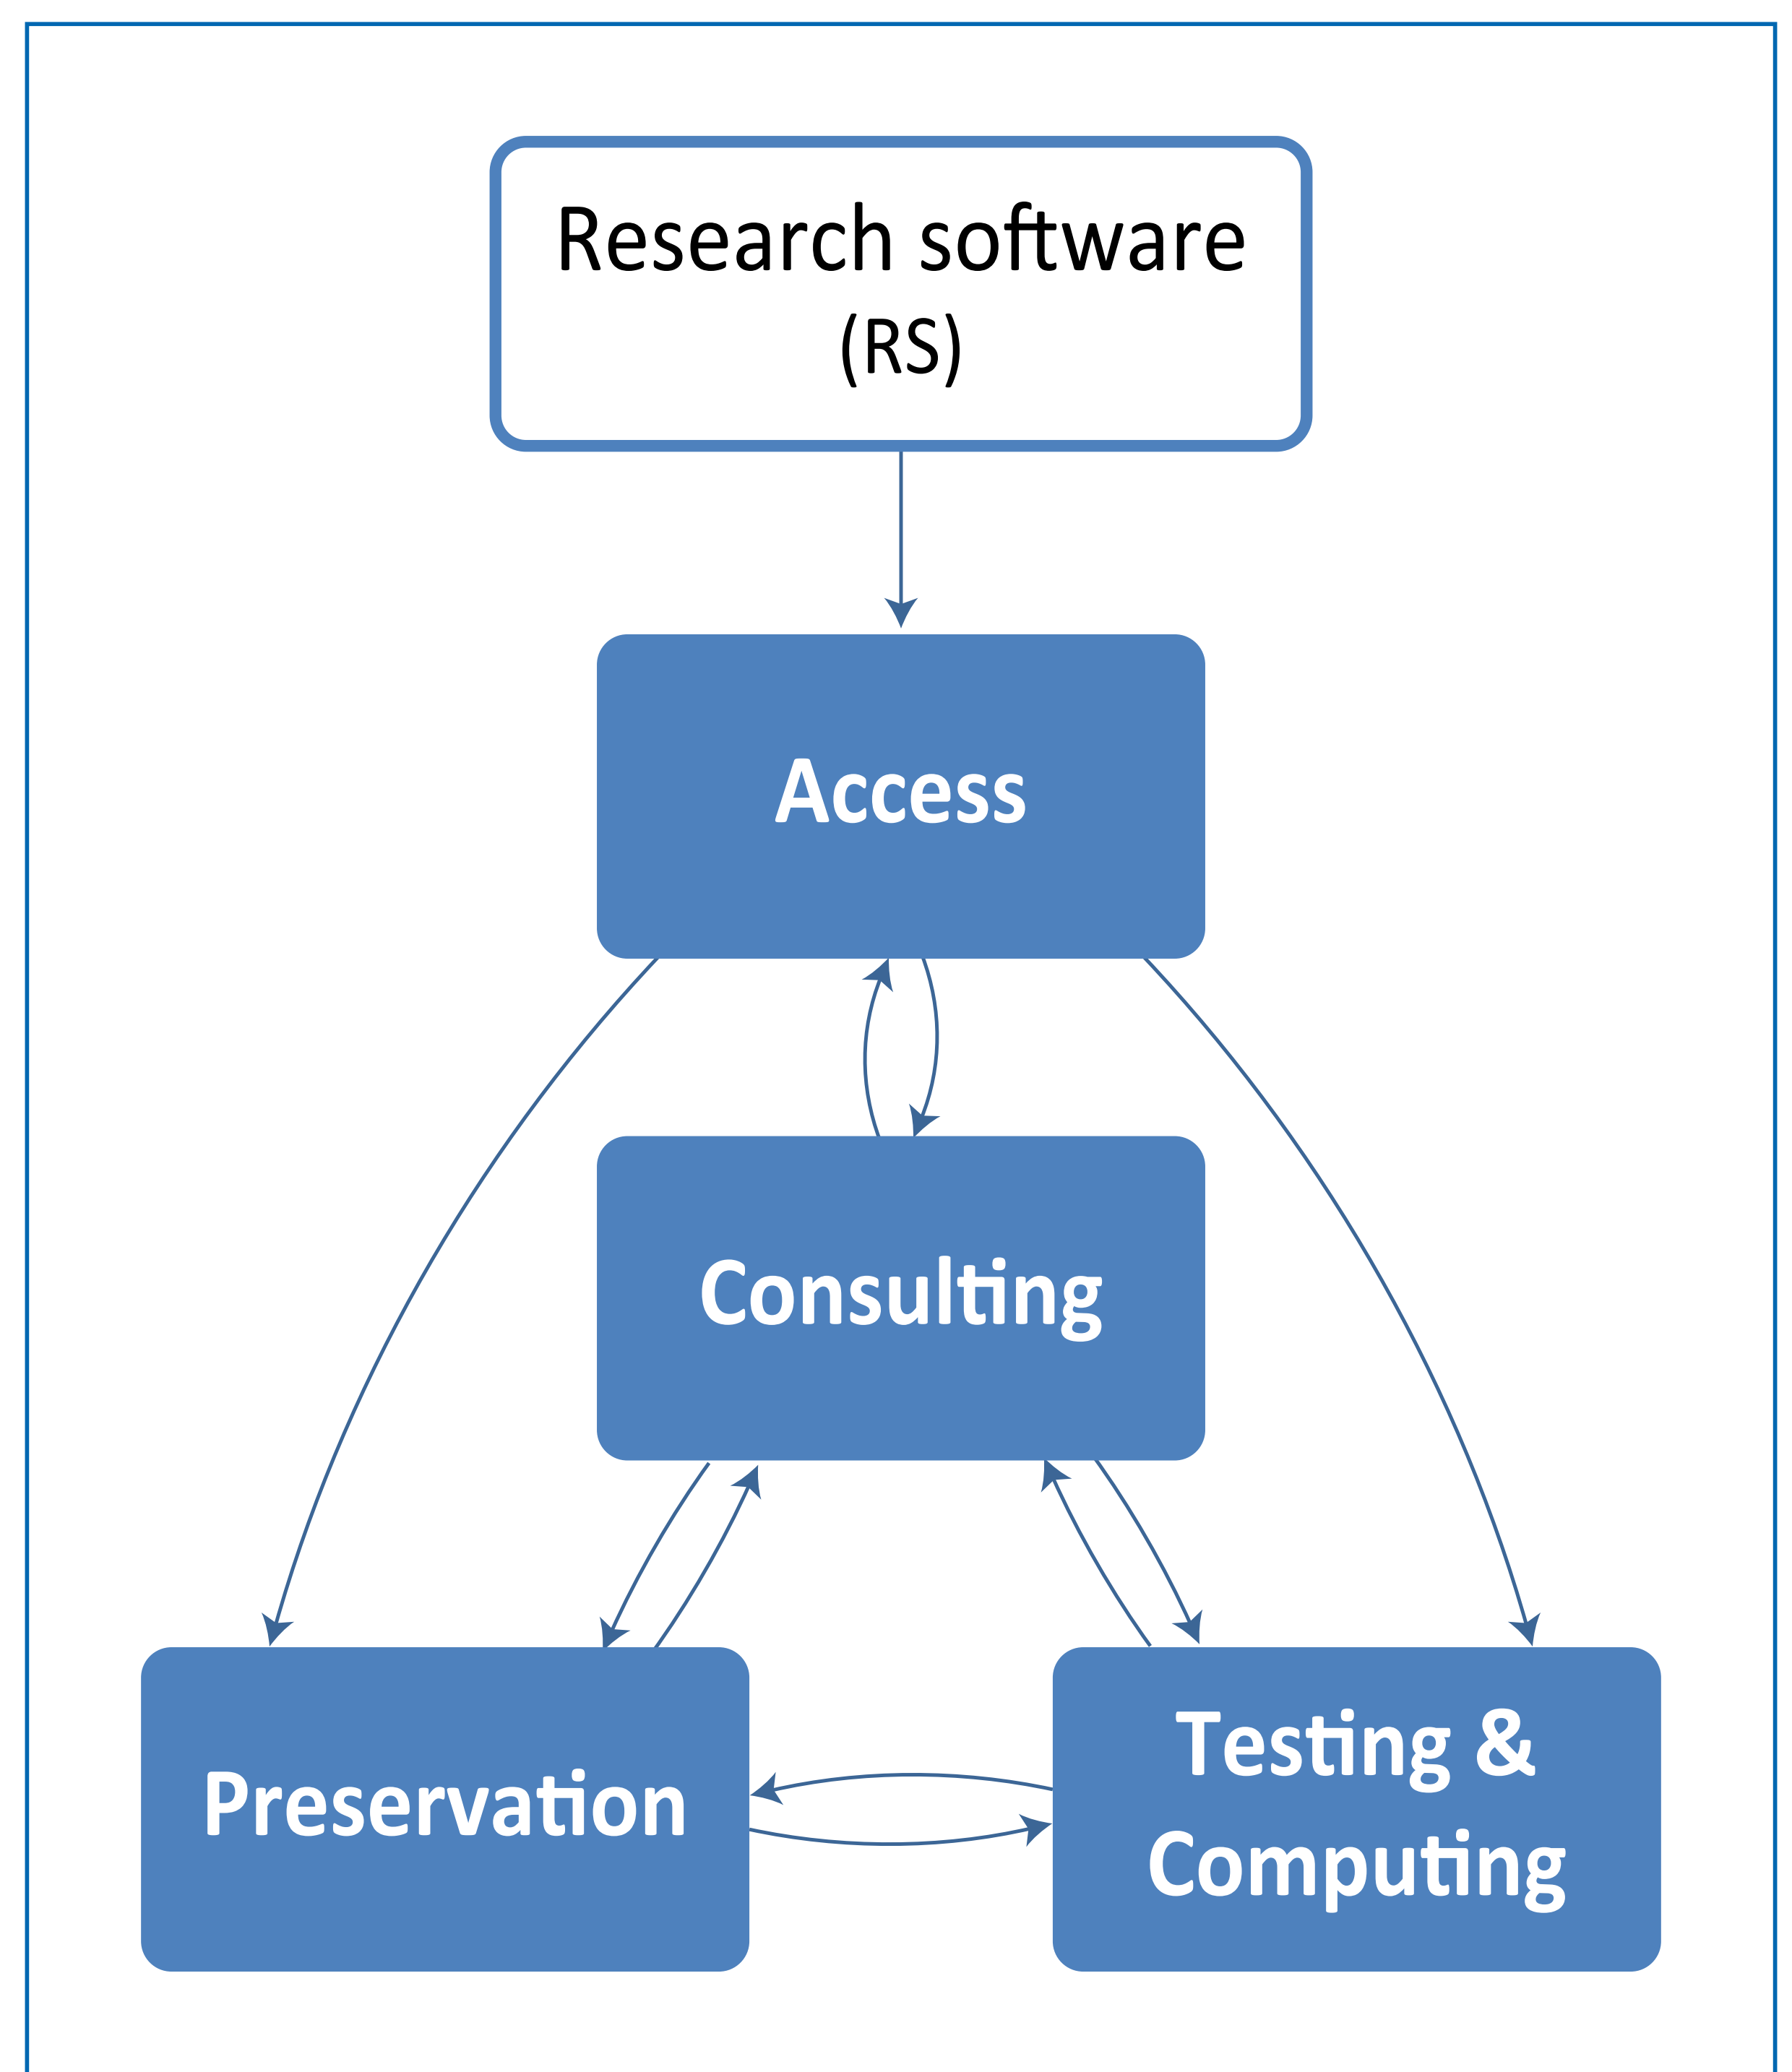 Research software
(RS)
Access
Consulting
Preservation
Testing &
Computing